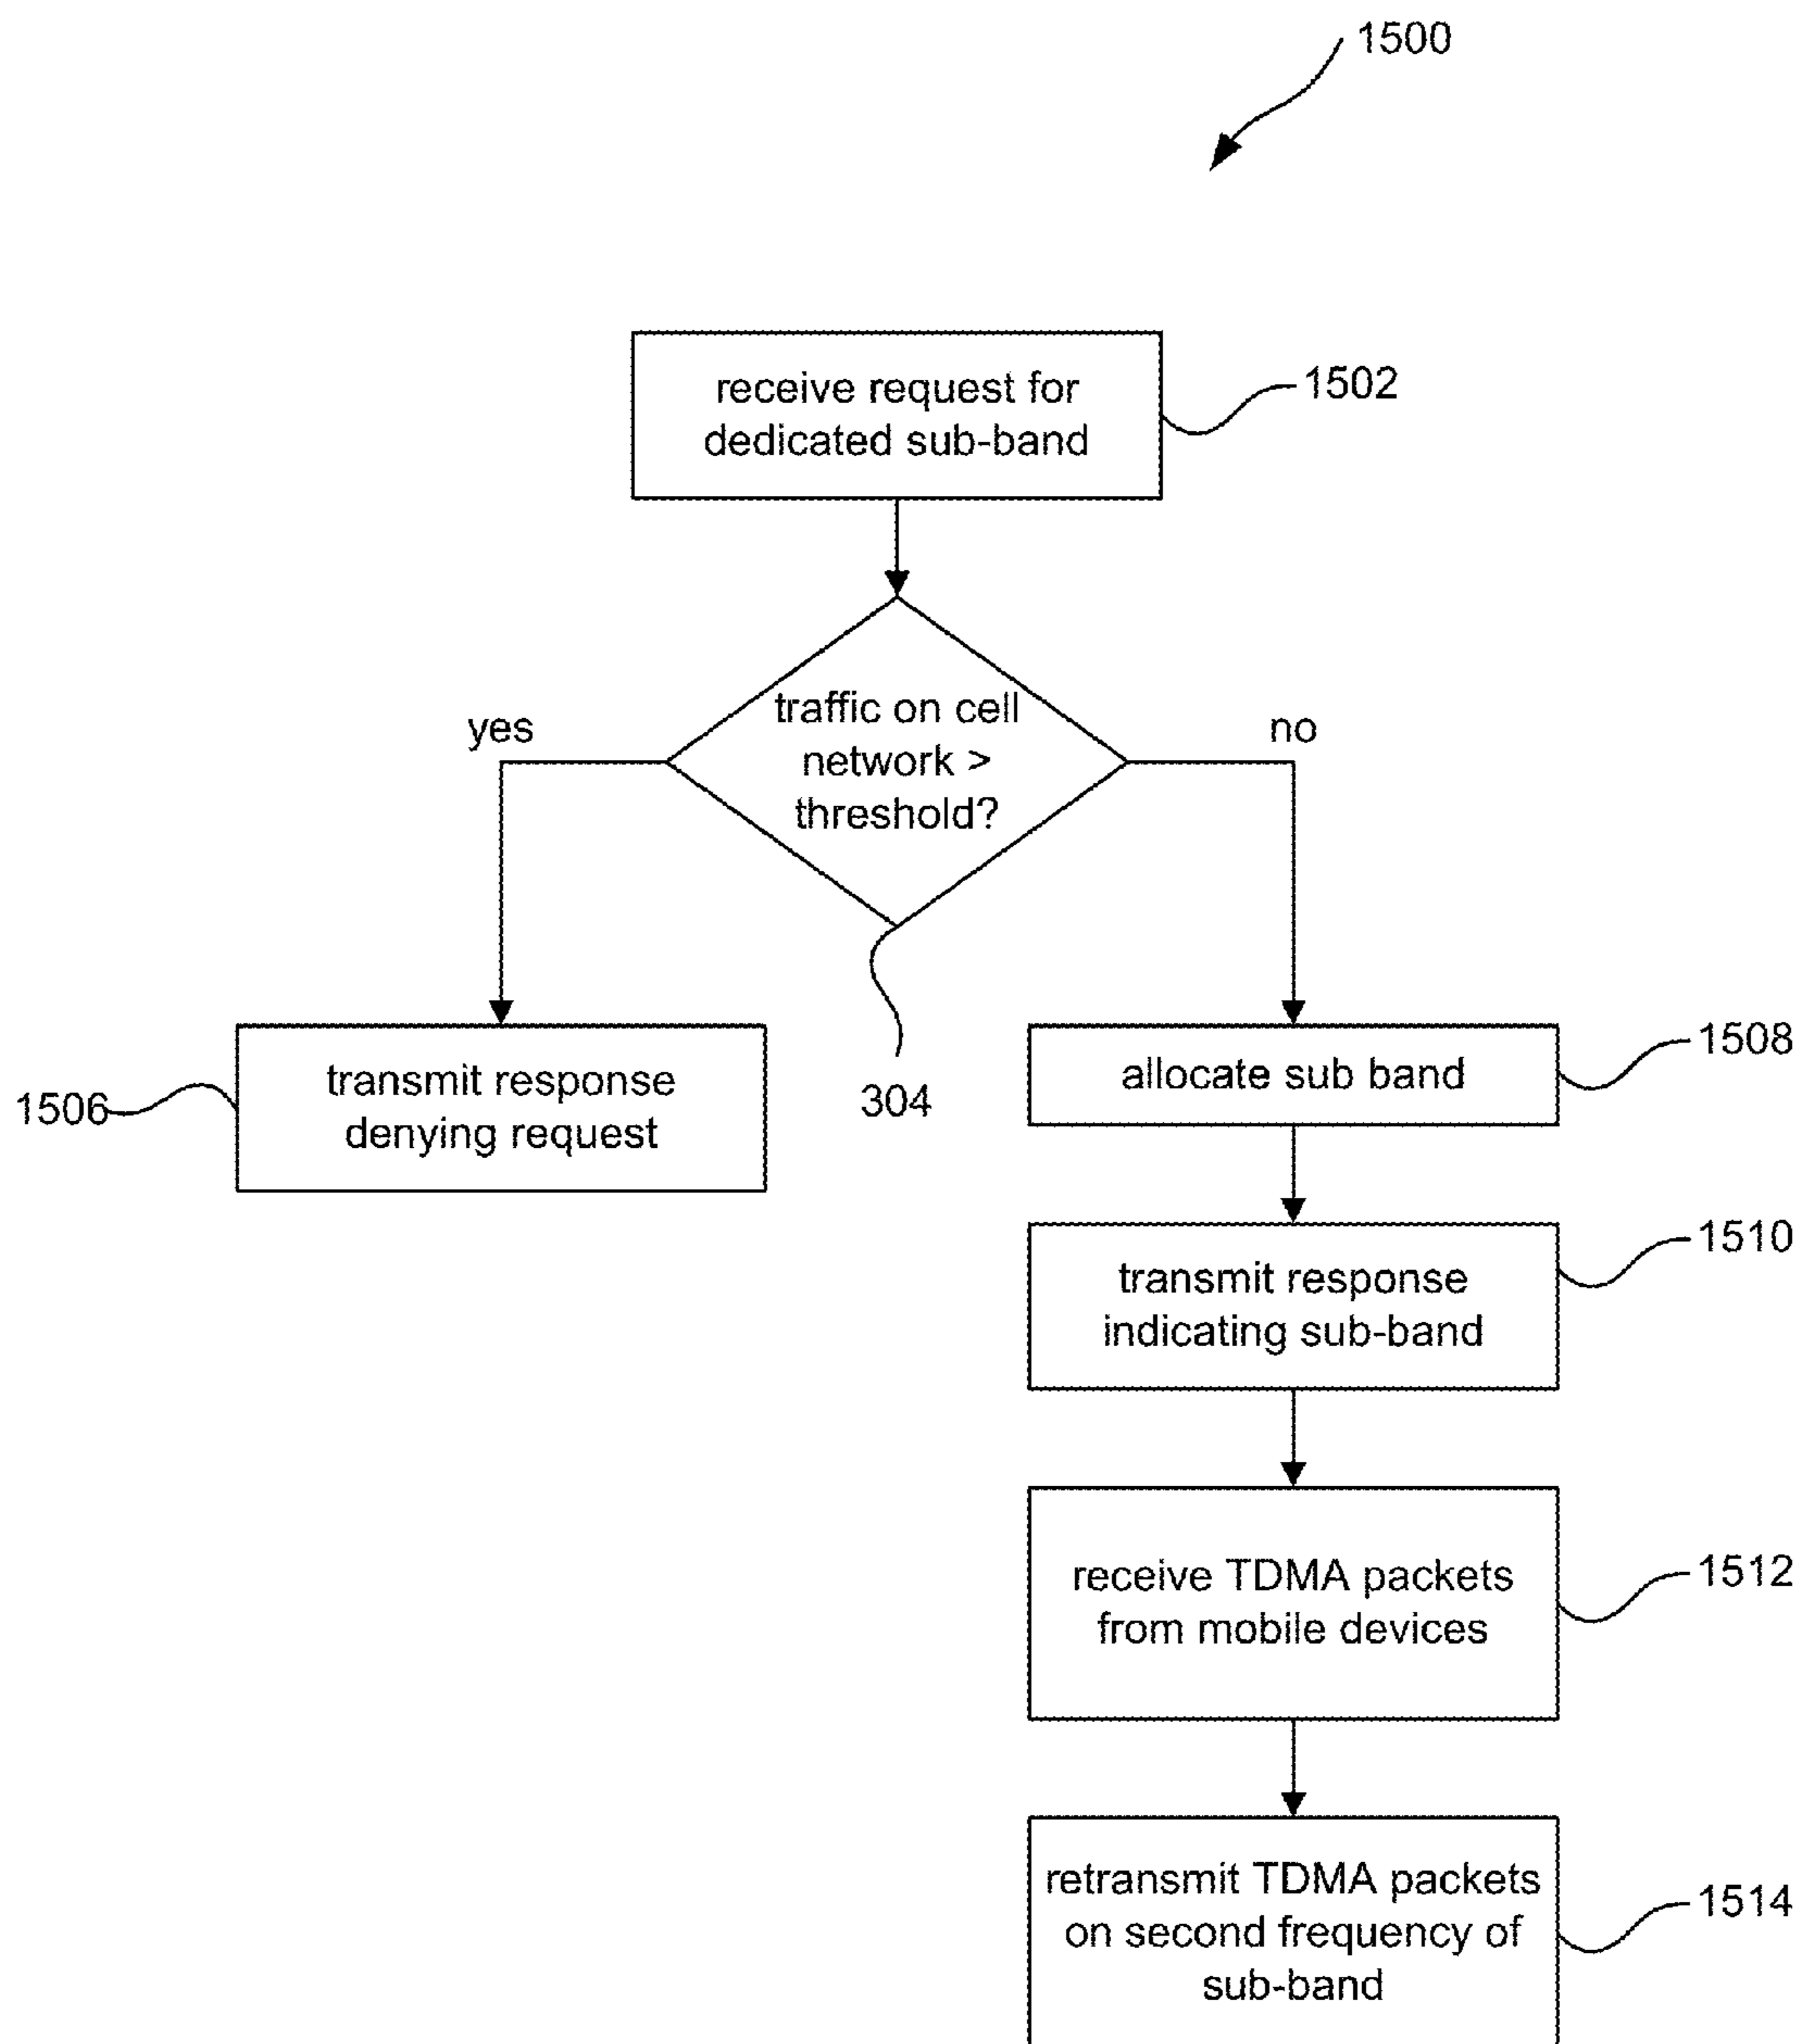 1500
receive request for
dedicated sub-band
1502
traffic on cell
network >
threshold?
yes
no
304
transmit response
denying request
1506
allocate sub band
1508
transmit response
indicating sub-band
1510
receive TDMA packets
from mobile devices
1512
retransmit TDMA packets
on second frequency of
sub-band
1514